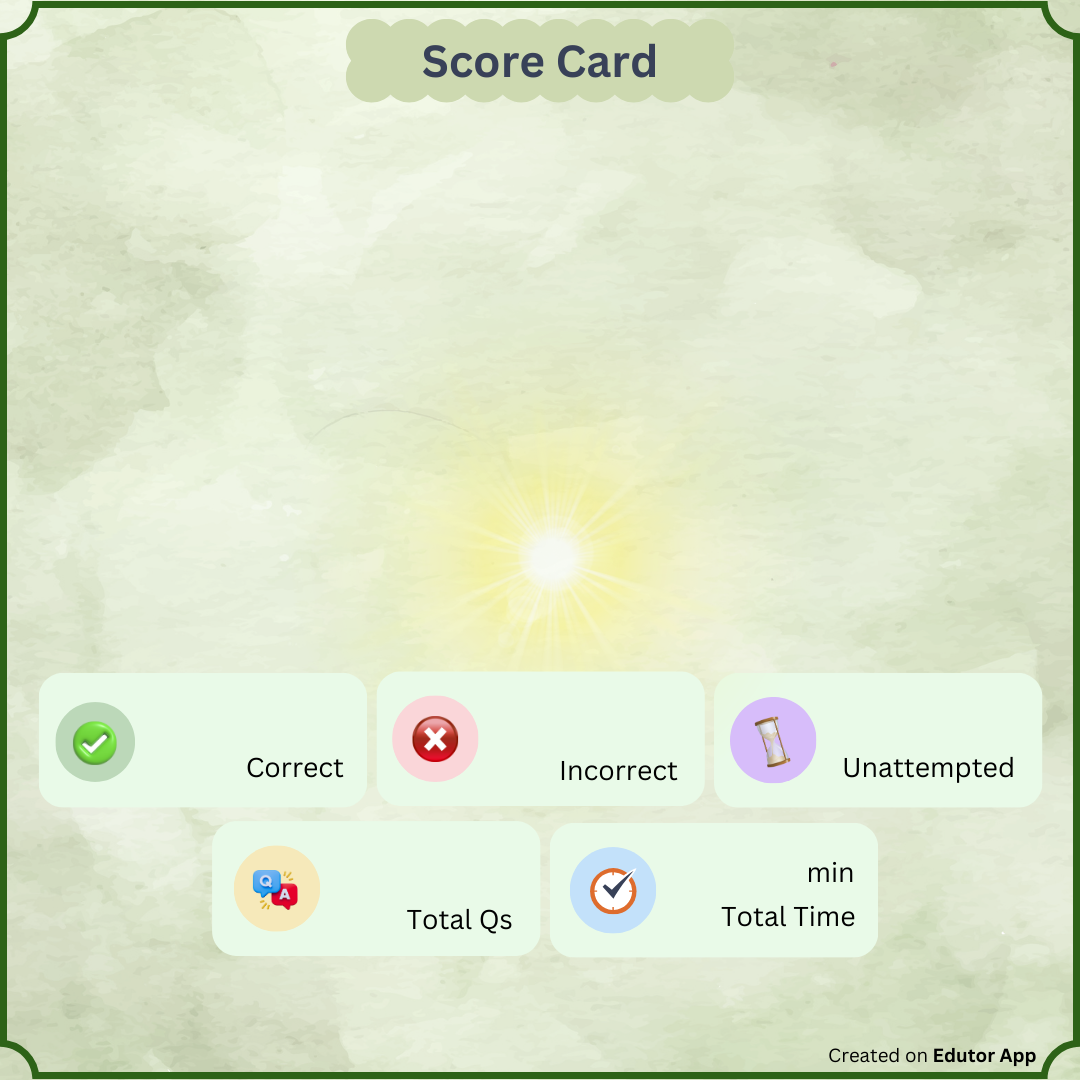 Score Card
Correct
Incorrect
Unattempted
Q
A
Total Qs
min
Total Time
Created on Edutor App